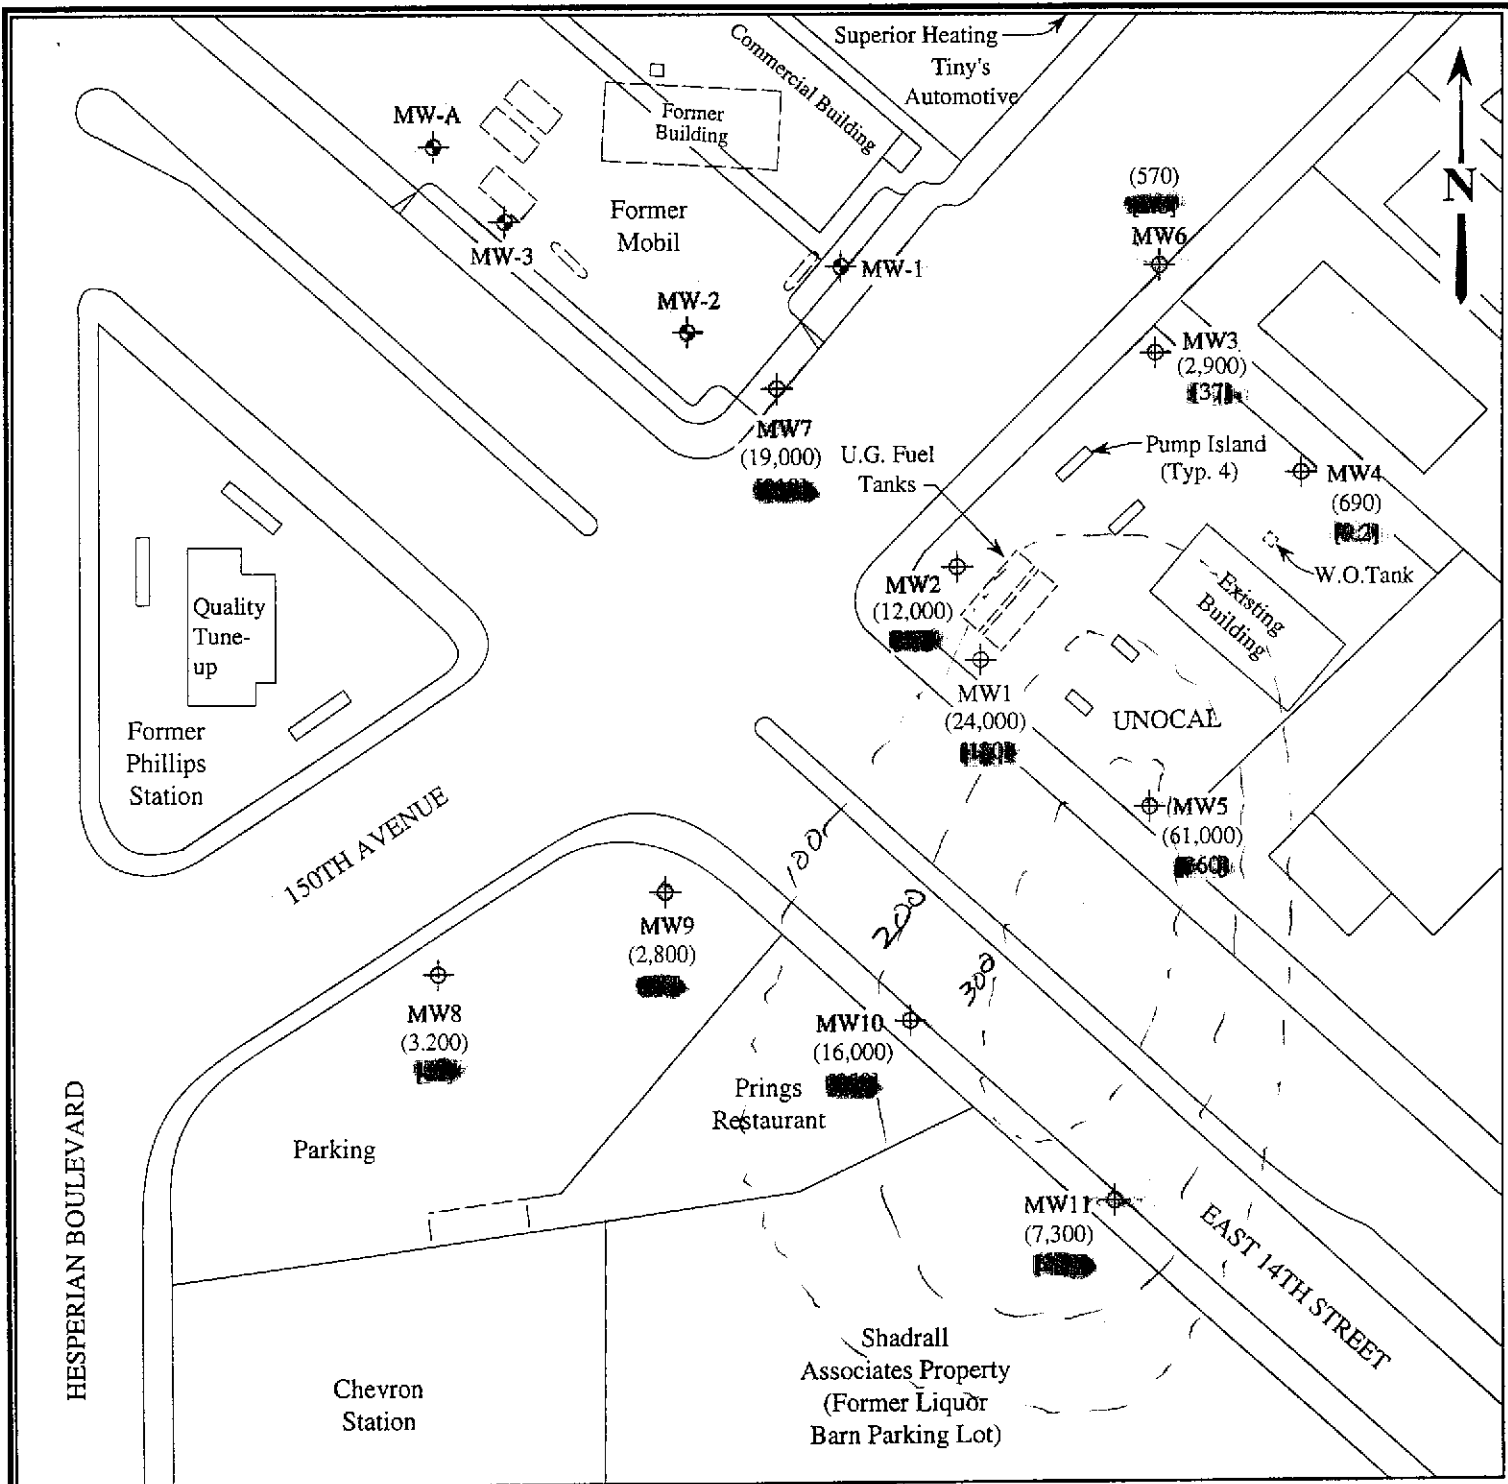 Superior Heating
Tiny's
Automotive
Commercial Building
MW-A
Former
Building
N
(570)
MW6
Former
Mobil
MW-3
MW-1
MW-2
MW3
(2,900)
[37]
MW7
(19,000)
U.G. Fuel
Tanks
Pump Island
(Typ. 4)
MW4
(690)
W.O.Tank
MW2
(12,000)
Existing
Building
Quality
Tune-
up
MW1
(24,000)
UNOCAL
Former
Phillips
Station
MW5
(61,000)
150TH AVENUE
100
200
300
MW9
(2,800)
MW8
(3.200)
MW10
(16,000)
Prings
Restaurant
Parking
HESPERIAN BOULEVARD
MW11
(7,300)
EAST 14TH STREET
Shadrall
Associates Property
(Former Liquor
Barn Parking Lot)
Chevron
Station